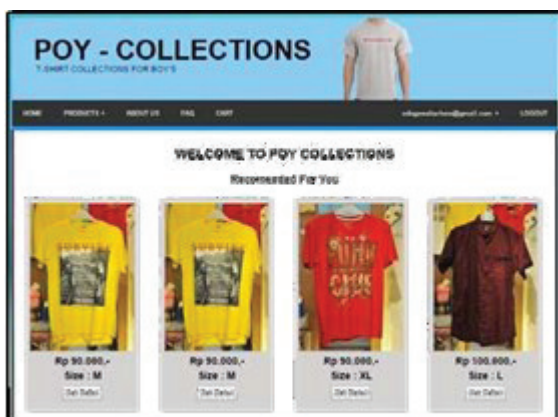 POY - COLLECTIONS
T-SHIRT COLLECTIONS FOR BOY'S
HOME PRODUCTS ABOUT US FAQ CART LOGOUT
WELCOME TO POY COLLECTIONS
Recomended For You
Rp 90.000,- Rp 90.000,- Rp 90.000,- Rp 100.000,-
Size : M Size : M Size : XL Size : L